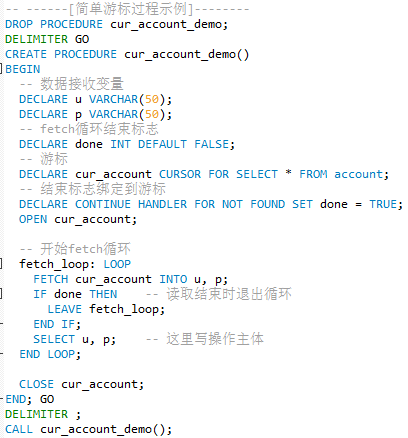 -- ------[简单游标过程示例]--------
DROP PROCEDURE cur_account_demo;
DELIMITER GO
CREATE PROCEDURE cur_account_demo()
BEGIN
  -- 数据接收变量
  DECLARE u VARCHAR(50);
  DECLARE p VARCHAR(50);
  -- fetch循环结束标志
  DECLARE done INT DEFAULT FALSE;
  -- 游标
  DECLARE cur_account CURSOR FOR SELECT * FROM account;
  -- 结束标志绑定到游标
  DECLARE CONTINUE HANDLER FOR NOT FOUND SET done = TRUE;
  OPEN cur_account;

  -- 开始fetch循环
  fetch_loop: LOOP
    FETCH cur_account INTO u, p;
    IF done THEN    -- 读取结束时退出循环
      LEAVE fetch_loop;
    END IF;
    SELECT u, p;    -- 这里写操作主体
  END LOOP;

  CLOSE cur_account;
END; GO
DELIMITER ;
CALL cur_account_demo();